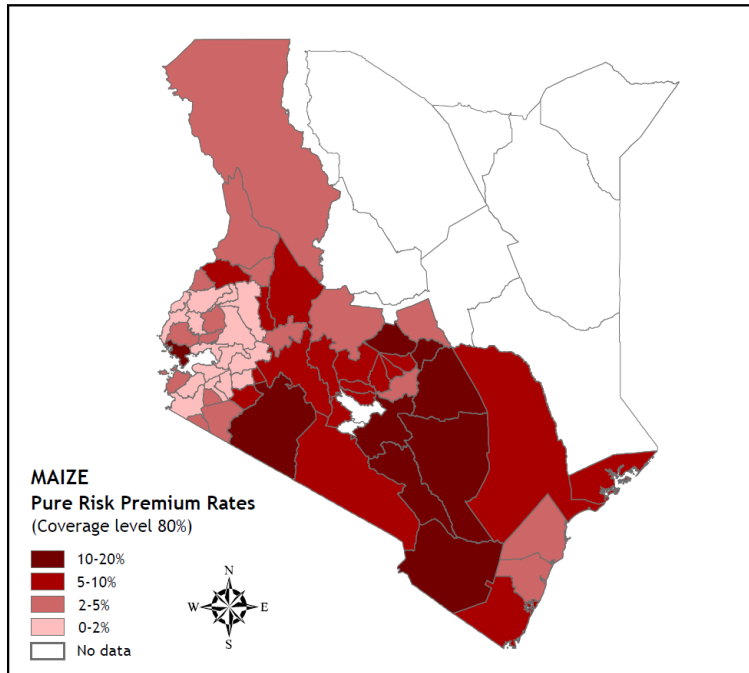 MAIZE
Pure Risk Premium Rates
(Coverage level 80%)
10-20%
5-10%
2-5%
0-2%
No data
N
W E
S